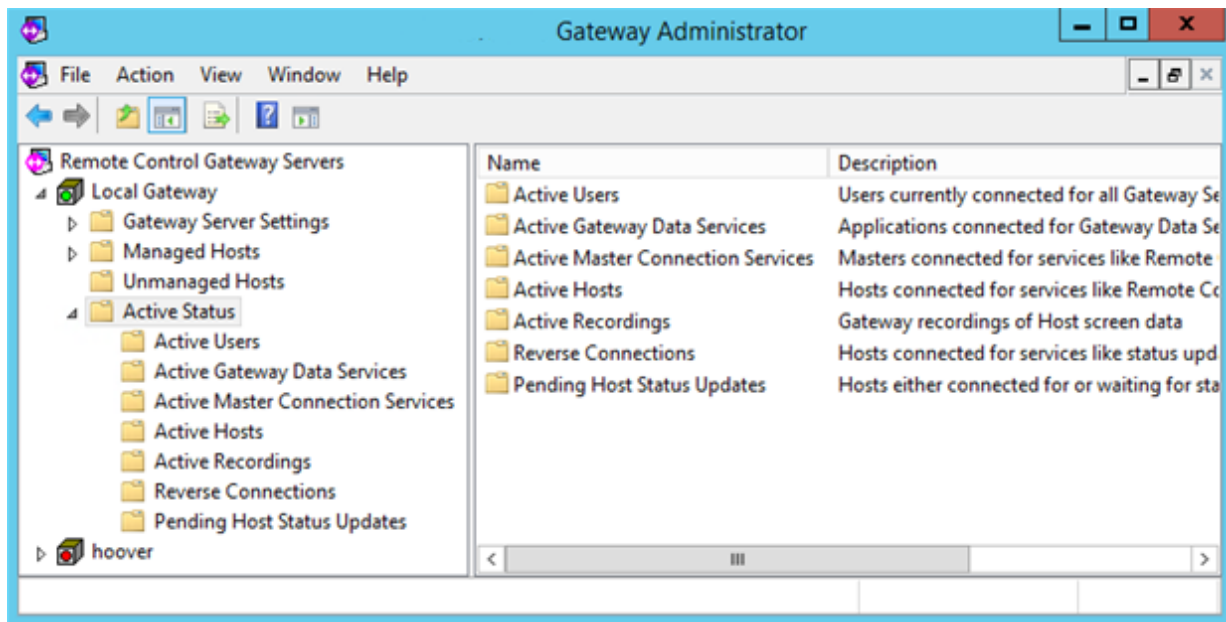 Gateway Administrator
File Action View Window Help
Remote Control Gateway Servers
Local Gateway
Gateway Server Settings
Managed Hosts
Unmanaged Hosts
Active Status
Active Users
Active Gateway Data Services
Active Master Connection Services
Active Hosts
Active Recordings
Reverse Connections
Pending Host Status Updates
hoover
Name Description
Active Users Users currently connected for all Gateway Se
Active Gateway Data Services Applications connected for Gateway Data Se
Active Master Connection Services Masters connected for services like Remote
Active Hosts Hosts connected for services like Remote Co
Active Recordings Gateway recordings of Host screen data
Reverse Connections Hosts connected for services like status upd
Pending Host Status Updates Hosts either connected for or waiting for sta